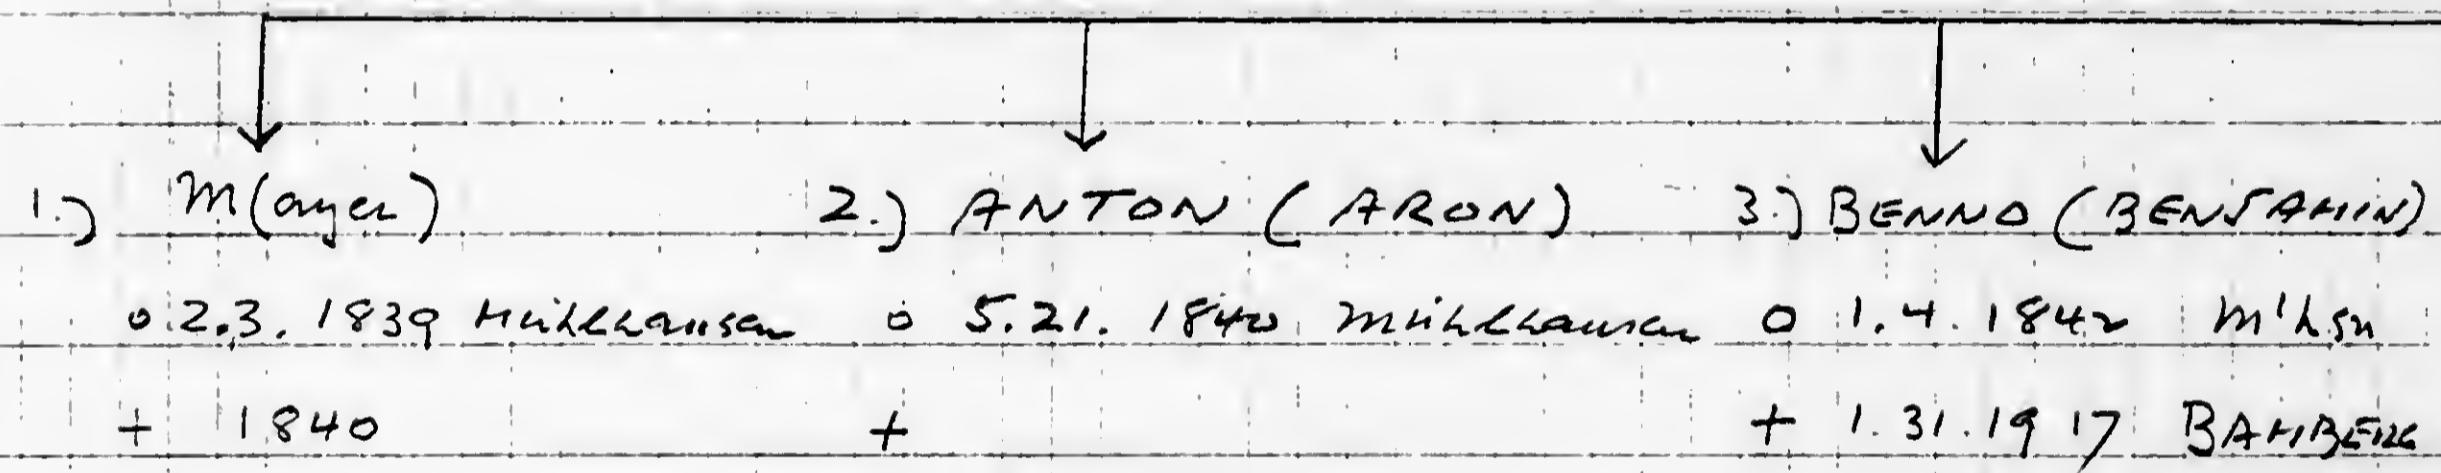 1.) M(ayer) 2.) ANTON (ARON) 3.) BENNO (BENJAMIN)
o 2.3. 1839 Mühlhausen o 5.21. 1840 Mühlhausen o 1.4. 1842 M'hsn
+ 1840 + + 1.31.1917 BAMBERG